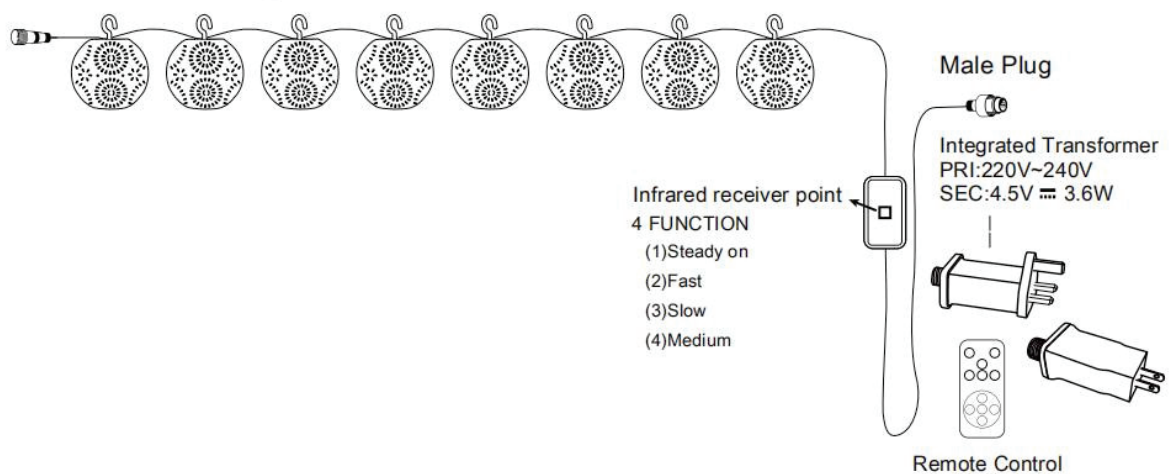 Male Plug
Integrated Transformer
PRI:220V~240V
SEC:4.5V ⎓ 3.6W
Infrared receiver point
4 FUNCTION
(1)Steady on
(2)Fast
(3)Slow
(4)Medium
Remote Control